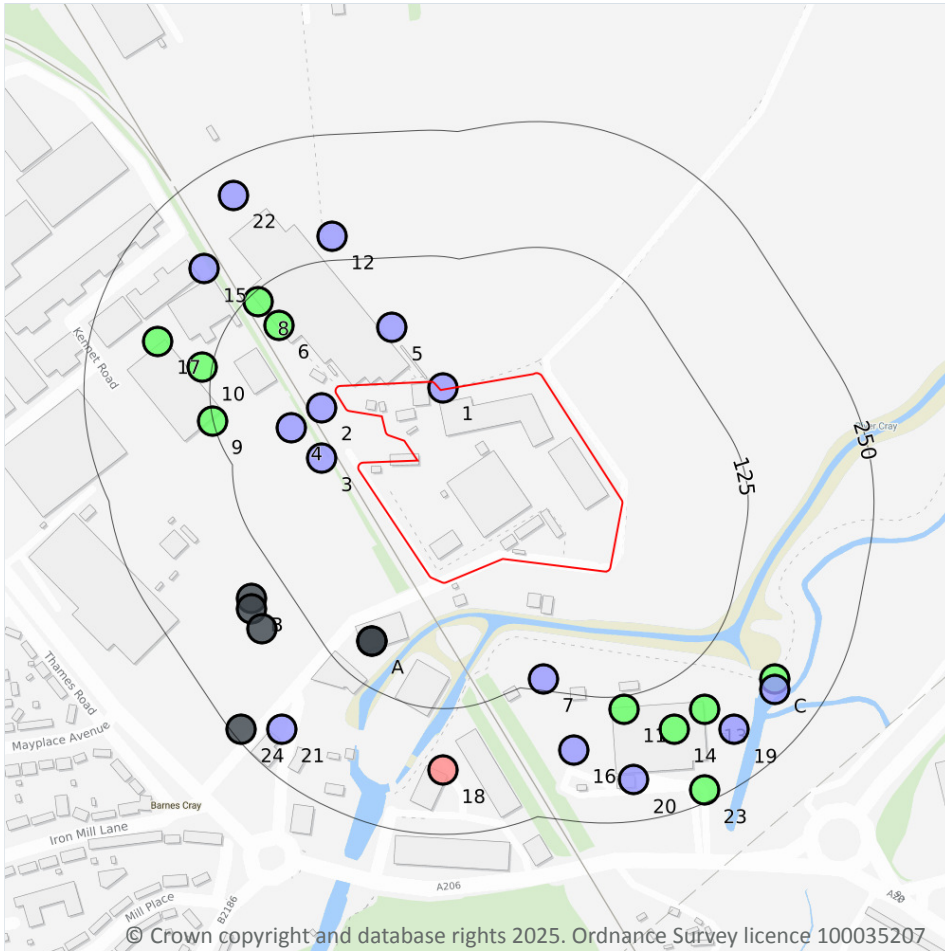 22
12
15
8
6
5
Kennet Road
17
10
1
2
9
4
3
250
125
B
Thames Road
A
7
C
11
13
14
19
Mayplace Avenue
24
21
16
18
20
23
Barnes Cray
Iron Mill Lane
A206
Mill Place
B2186
© Crown copyright and database rights 2025. Ordnance Survey licence 100035207